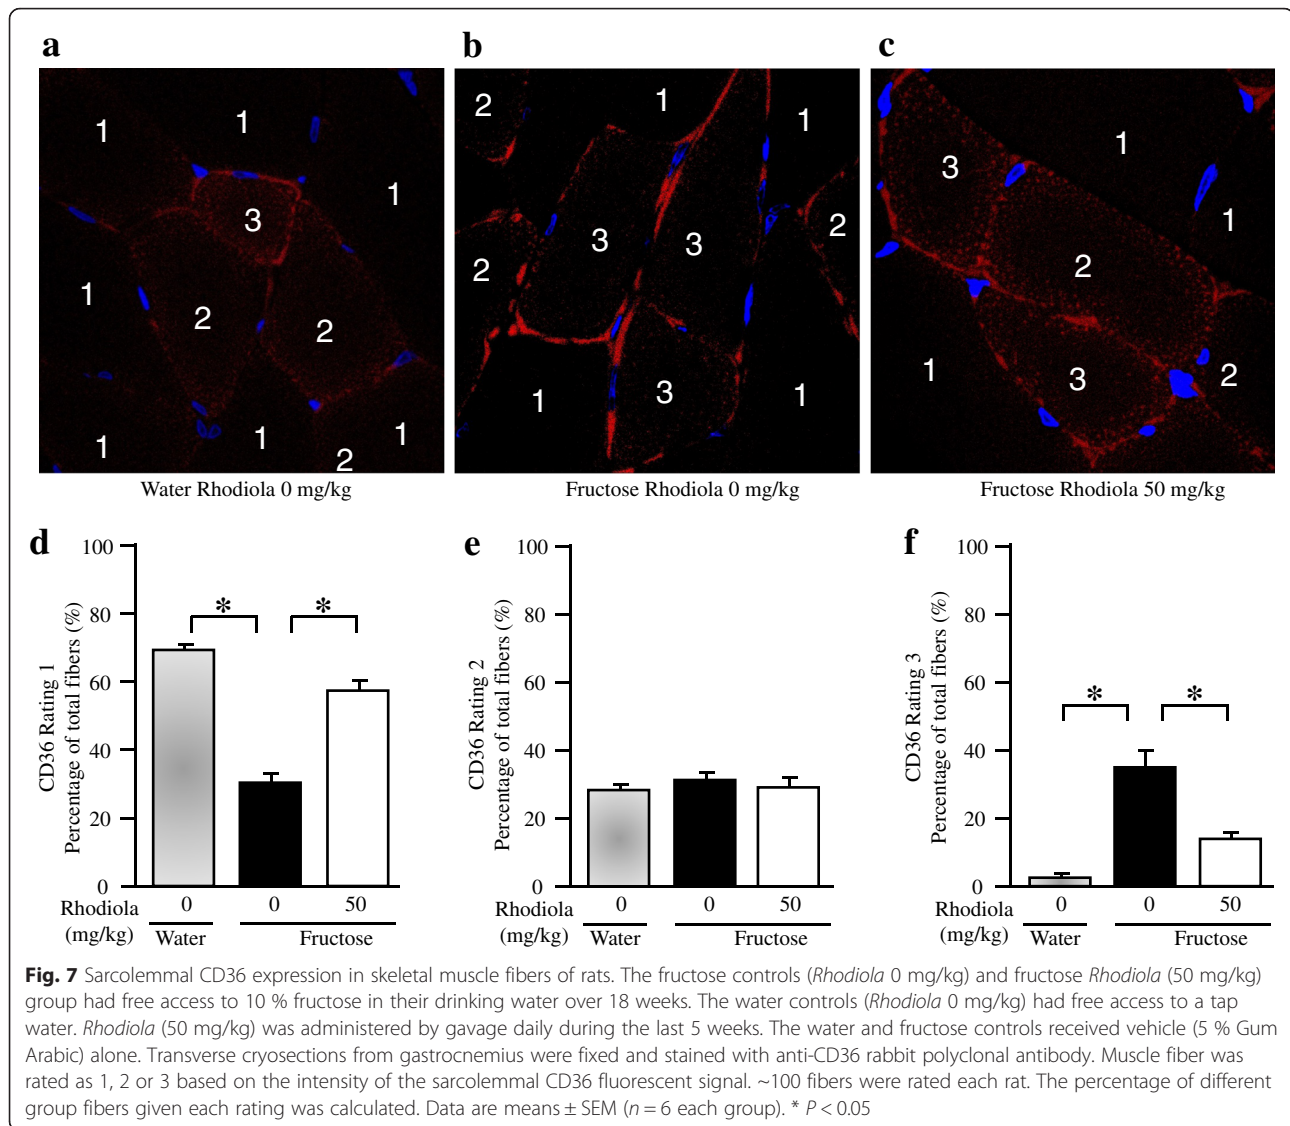 a
b
c
1
1
1
3
1
2
2
1
1
1
2
2
1
1
3
3
2
2
1
3
1
1
3
1
2
1
3
2
Water Rhodiola 0 mg/kg
Fructose Rhodiola 0 mg/kg
Fructose Rhodiola 50 mg/kg
d
CD36 Rating 1
Percentage of total fibers (%)
100
80
60
40
20
0
*
*
Rhodiola
(mg/kg)
0
0
50
Water
Fructose
e
CD36 Rating 2
Percentage of total fibers (%)
100
80
60
40
20
0
Rhodiola
(mg/kg)
0
0
50
Water
Fructose
f
CD36 Rating 3
Percentage of total fibers (%)
100
80
60
40
20
0
*
*
Rhodiola
(mg/kg)
0
0
50
Water
Fructose
Fig. 7 Sarcolemmal CD36 expression in skeletal muscle fibers of rats. The fructose controls (Rhodiola 0 mg/kg) and fructose Rhodiola (50 mg/kg)
group had free access to 10 % fructose in their drinking water over 18 weeks. The water controls (Rhodiola 0 mg/kg) had free access to a tap
water. Rhodiola (50 mg/kg) was administered by gavage daily during the last 5 weeks. The water and fructose controls received vehicle (5 % Gum
Arabic) alone. Transverse cryosections from gastrocnemius were fixed and stained with anti-CD36 rabbit polyclonal antibody. Muscle fiber was
rated as 1, 2 or 3 based on the intensity of the sarcolemmal CD36 fluorescent signal. ~100 fibers were rated each rat. The percentage of different
group fibers given each rating was calculated. Data are means ± SEM (n = 6 each group). * P < 0.05